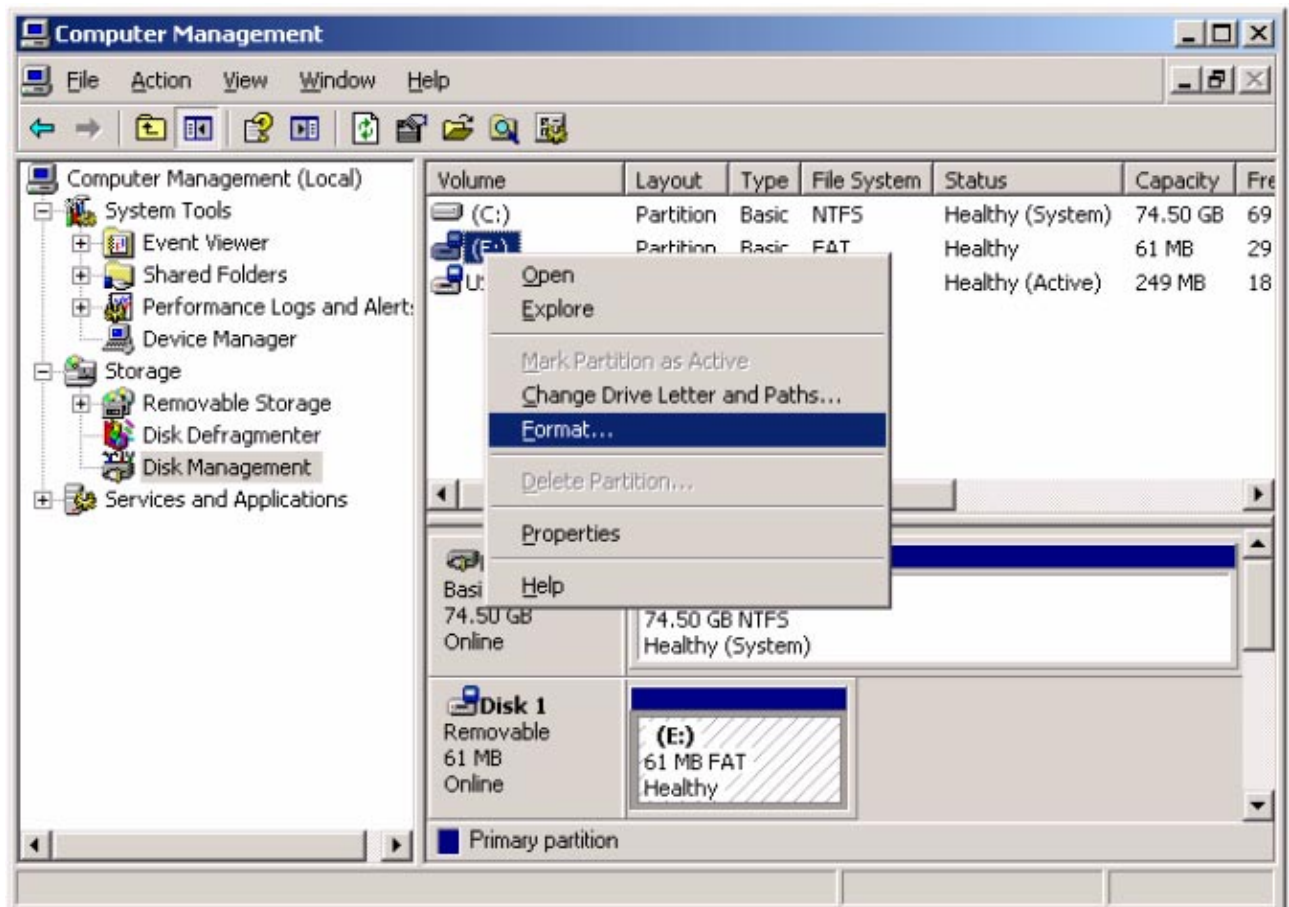 Computer Management
File Action View Window Help
Computer Management (Local)
System Tools
Event Viewer
Shared Folders
Performance Logs and Alert
Device Manager
Storage
Removable Storage
Disk Defragmenter
Disk Management
Services and Applications
Volume Layout Type File System Status Capacity Fre
(C:) Partition Basic NTFS Healthy (System) 74.50 GB 69
(E:) Partition Basic FAT Healthy 61 MB 29
U Healthy (Active) 249 MB 18
Open
Explore
Mark Partition as Active
Change Drive Letter and Paths...
Format...
Delete Partition...
Properties
Help
Basi
74.50 GB
Online
74.50 GB NTFS
Healthy (System)
Disk 1
Removable
61 MB
Online
(E:)
61 MB FAT
Healthy
Primary partition